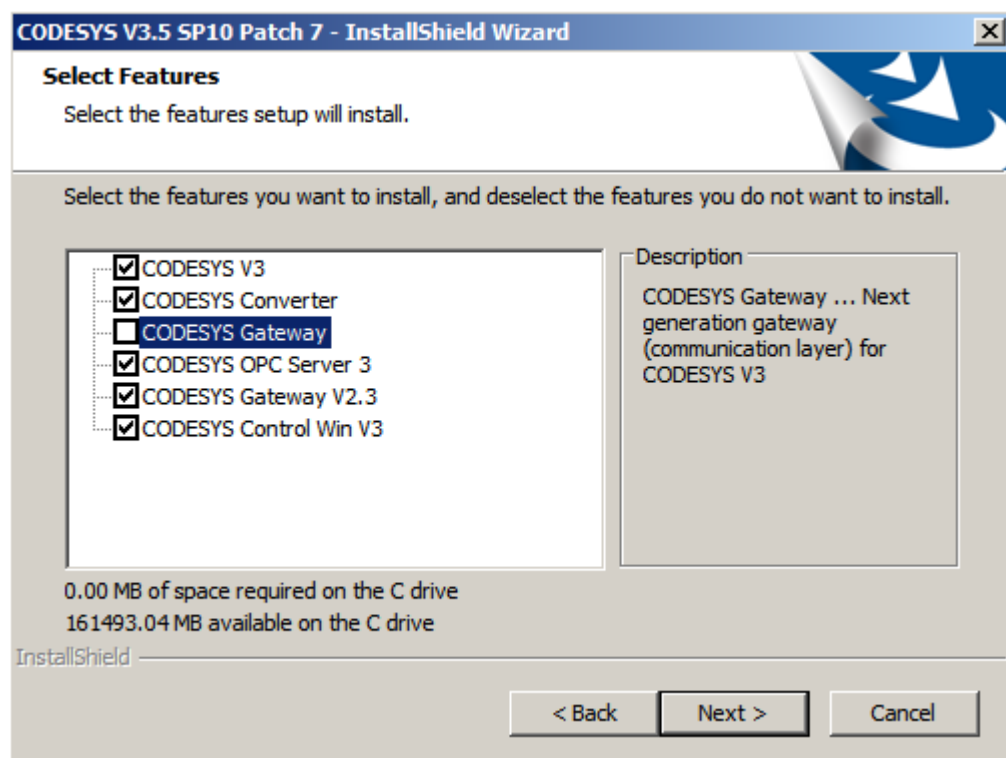 CODESYS V3.5 SP10 Patch 7 - InstallShield Wizard
Select Features
Select the features setup will install.
Select the features you want to install, and deselect the features you do not want to install.
CODESYS V3
CODESYS Converter
CODESYS Gateway
CODESYS OPC Server 3
CODESYS Gateway V2.3
CODESYS Control Win V3
Description
CODESYS Gateway ... Next
generation gateway
(communication layer) for
CODESYS V3
0.00 MB of space required on the C drive
161493.04 MB available on the C drive
InstallShield
< Back
Next >
Cancel